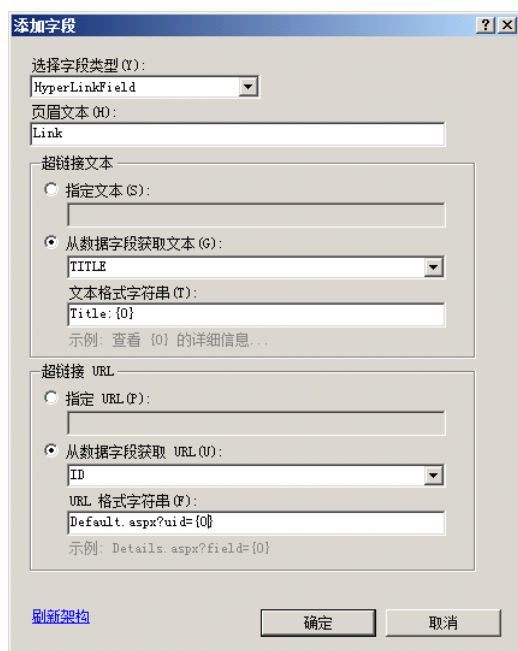 添加字段
选择字段类型(Y):
HyperLinkField
页眉文本(H):
Link
超链接文本
指定文本(S):
从数据字段获取文本(G):
TITLE
文本格式字符串(T):
Title:{0}
示例: 查看 {0} 的详细信息...
超链接 URL
指定 URL(P):
从数据字段获取 URL(U):
ID
URL 格式字符串(F):
Default.aspx?uid={0}
示例: Details.aspx?field={0}
刷新架构
确定
取消